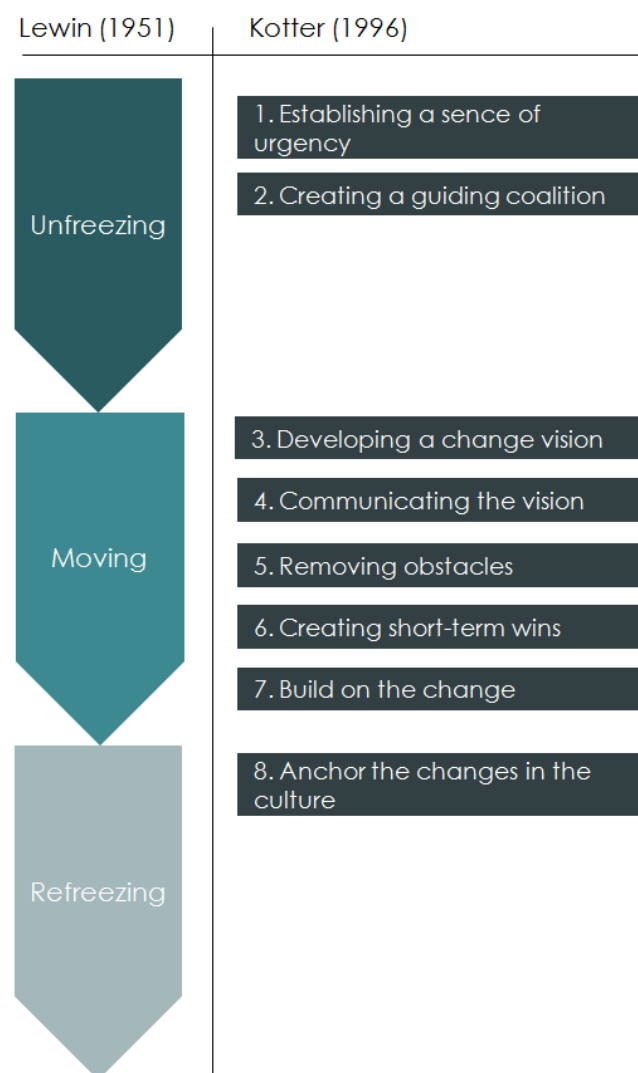 Lewin (1951)
Kotter (1996)
Unfreezing
1. Establishing a sence of
urgency
2. Creating a guiding coalition
Moving
3. Developing a change vision
4. Communicating the vision
5. Removing obstacles
6. Creating short-term wins
7. Build on the change
Refreezing
8. Anchor the changes in the
culture